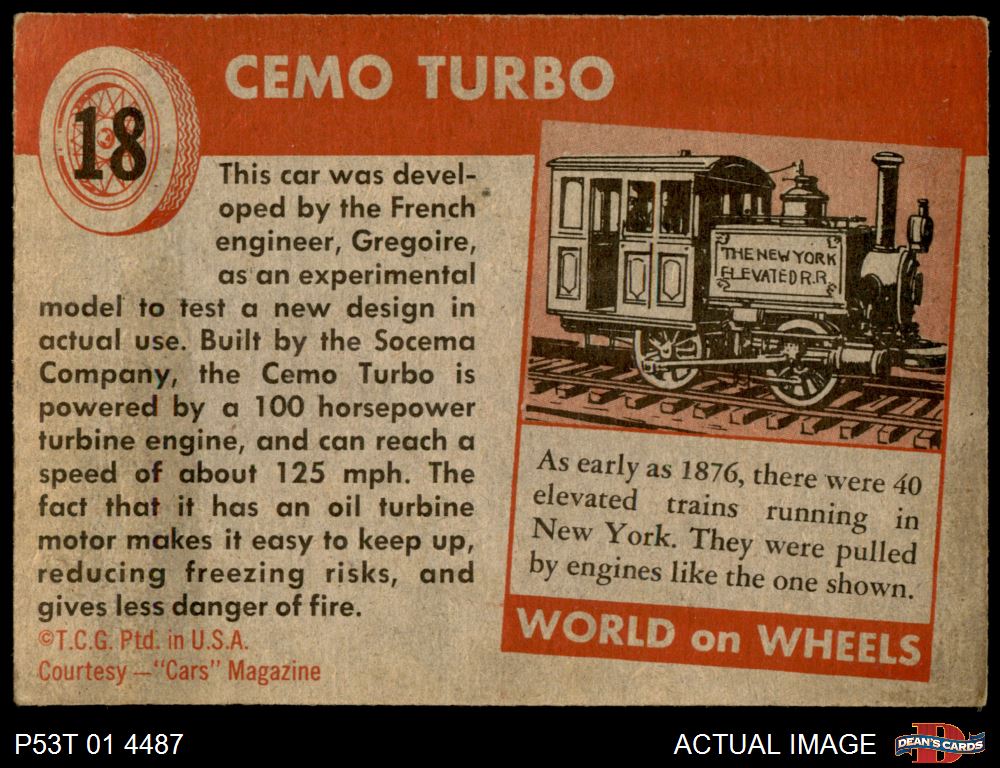 18
CEMO TURBO
This car was devel-
oped by the French
engineer, Gregoire,
as an experimental
model to test a new design in
actual use. Built by the Socema
Company, the Cemo Turbo is
powered by a 100 horsepower
turbine engine, and can reach a
speed of about 125 mph. The
fact that it has an oil turbine
motor makes it easy to keep up,
reducing freezing risks, and
gives less danger of fire.
©T.C.G. Ptd. in U.S.A.
Courtesy—"Cars" Magazine
THE NEW YORK
ELEVATED R.R.
As early as 1876, there were 40
elevated trains running in
New York. They were pulled
by engines like the one shown.
WORLD on WHEELS
P53T 01 4487
ACTUAL IMAGE
D
DEAN'S CARDS